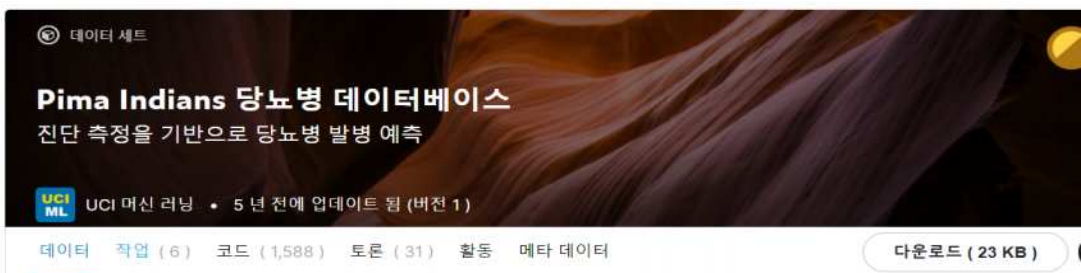 데이터 세트
Pima Indians 당뇨병 데이터베이스
진단 측정을 기반으로 당뇨병 발병 예측
UCI ML UCI 머신 러닝 • 5 년 전에 업데이트 됨 (버전 1 )
데이터 작업 ( 6 ) 코드 ( 1,588 ) 토론 ( 31 ) 활동 메타 데이터 다운로드 ( 23 KB )